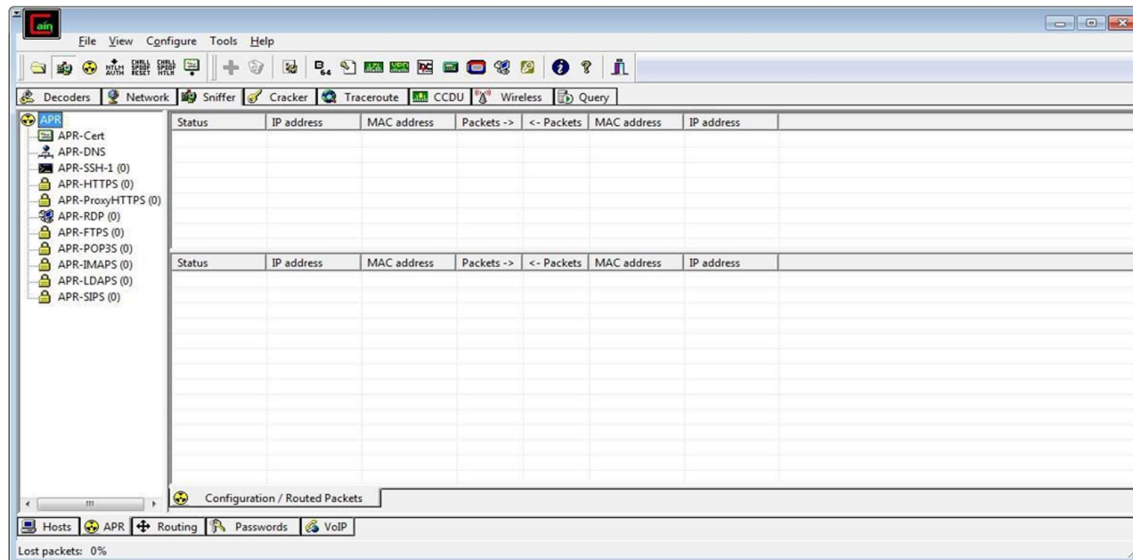 Cain
File View Configure Tools Help
Decoders Network Sniffer Cracker Traceroute CCDU Wireless Query
APR
APR-Cert
APR-DNS
APR-SSH-1 (0)
APR-HTTPS (0)
APR-ProxyHTTPS (0)
APR-RDP (0)
APR-FTPS (0)
APR-POP3S (0)
APR-IMAPS (0)
APR-LDAPS (0)
APR-SIPS (0)
Status IP address MAC address Packets -> <- Packets MAC address IP address
Status IP address MAC address Packets -> <- Packets MAC address IP address
Configuration / Routed Packets
Hosts APR Routing Passwords VoIP
Lost packets: 0%